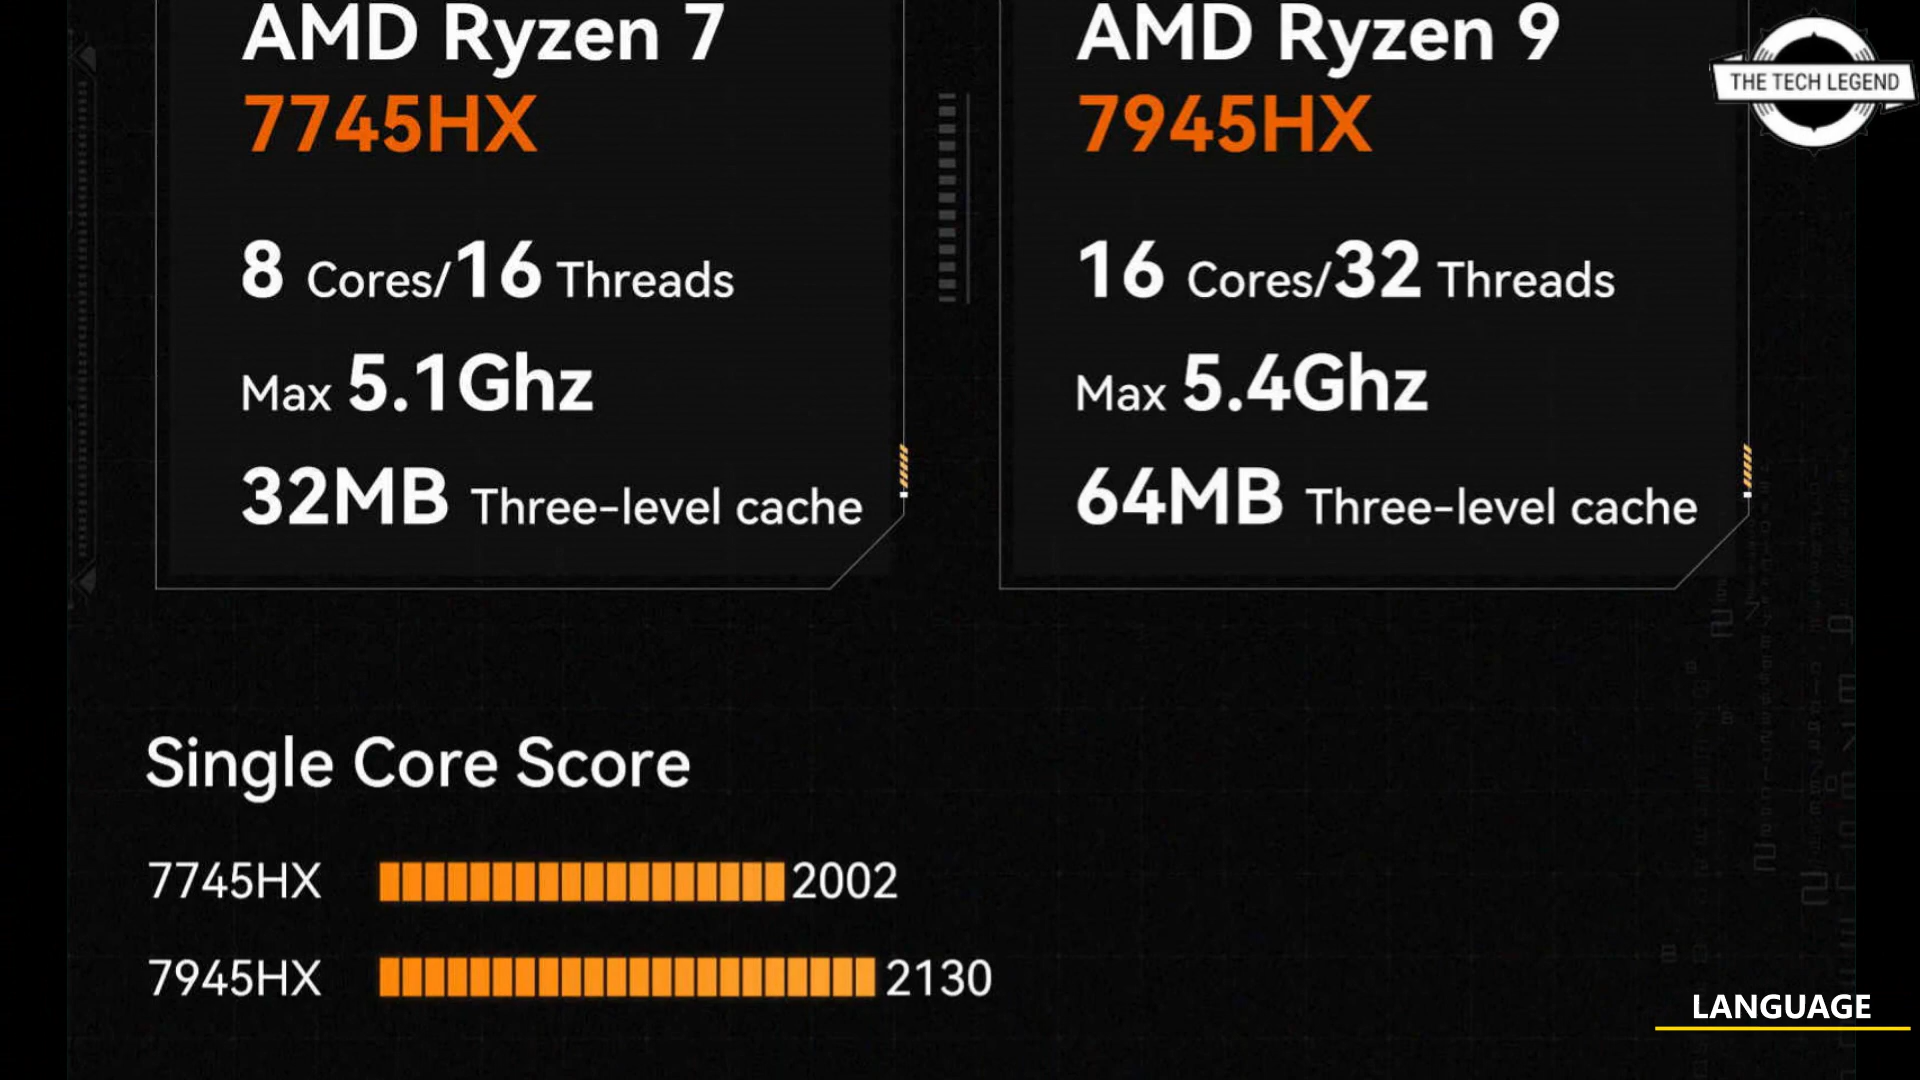 AMD Ryzen 7
7745HX
8 Cores/16 Threads
Max 5.1Ghz
32MB Three-level cache
AMD Ryzen 9
7945HX
16 Cores/32 Threads
Max 5.4Ghz
64MB Three-level cache
THE TECH LEGEND
Single Core Score
7745HX 2002
7945HX 2130
LANGUAGE